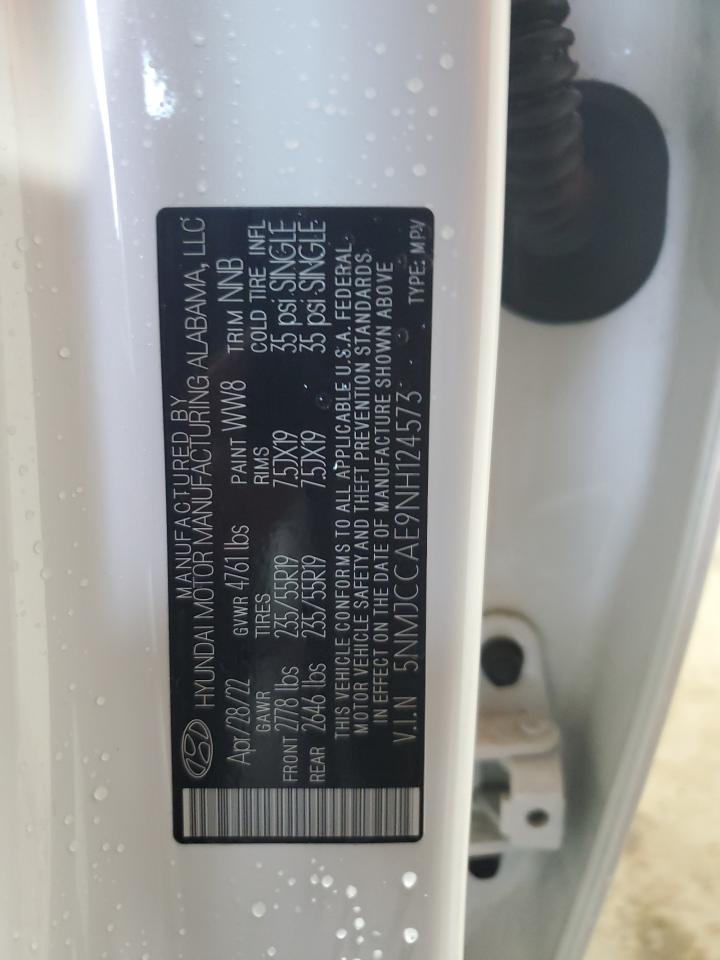 MANUFACTURED BY
HYUNDAI MOTOR MANUFACTURING ALABAMA, LLC
Apr/28/22 GVWR 4761 lbs PAINT WW8 TRIM NNB
GAWR TIRES RIMS COLD TIRE INFL
FRONT 2778 lbs 235/55R19 7.5JX19 35 psi SINGLE
REAR 2646 lbs 235/55R19 7.5JX19 35 psi SINGLE
THIS VEHICLE CONFORMS TO ALL APPLICABLE U.S.A. FEDERAL
MOTOR VEHICLE SAFETY AND THEFT PREVENTION STANDARDS
IN EFFECT ON THE DATE OF MANUFACTURE SHOWN ABOVE
V.I.N 5NMJCCAE9NH124573 TYPE: MPV